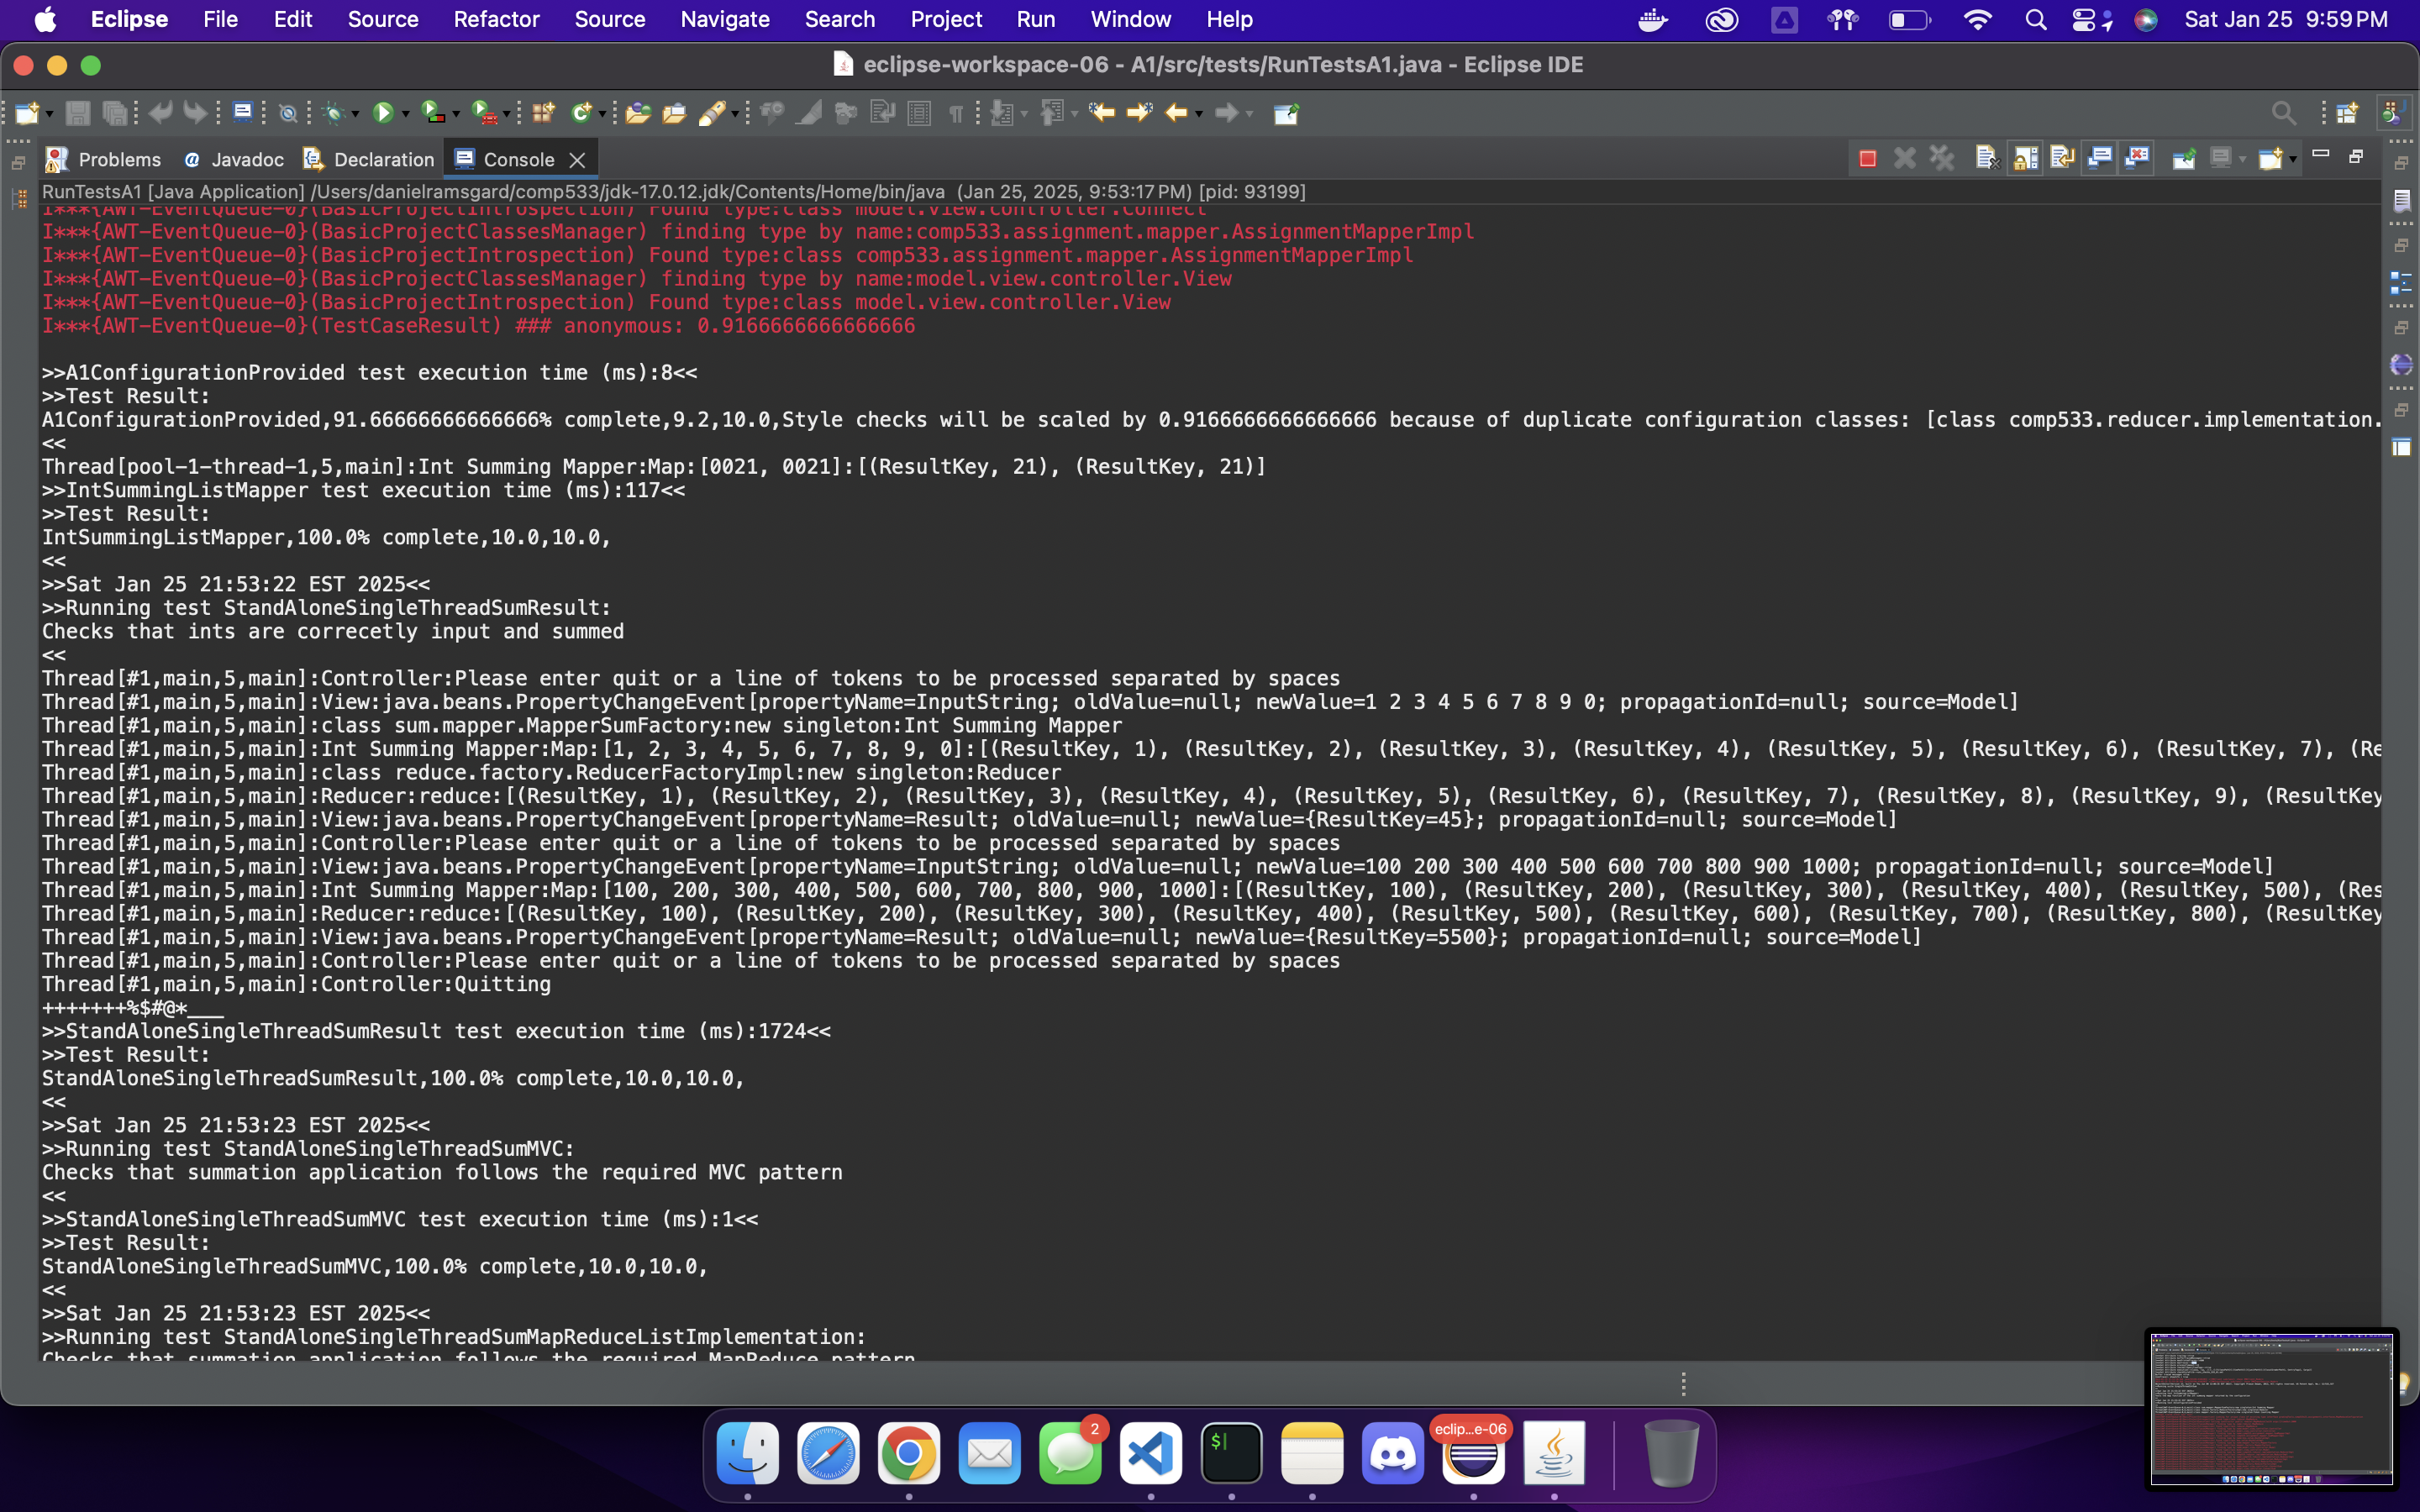 Eclipse File Edit Source Refactor Source Navigate Search Project Run Window Help Sat Jan 25 9:59 PM
eclipse-workspace-06 - A1/src/tests/RunTestsA1.java - Eclipse IDE
Problems @ Javadoc Declaration Console
RunTestsA1 [Java Application] /Users/danielramsgard/comp533/jdk-17.0.12.jdk/Contents/Home/bin/java (Jan 25, 2025, 9:53:17 PM) [pid: 93199]
I***{AWT-EventQueue-0}(BasicProjectIntrospection) Found type:class model.view.controller.Connect
I***{AWT-EventQueue-0}(BasicProjectClassesManager) finding type by name:comp533.assignment.mapper.AssignmentMapperImpl
I***{AWT-EventQueue-0}(BasicProjectIntrospection) Found type:class comp533.assignment.mapper.AssignmentMapperImpl
I***{AWT-EventQueue-0}(BasicProjectClassesManager) finding type by name:model.view.controller.View
I***{AWT-EventQueue-0}(BasicProjectIntrospection) Found type:class model.view.controller.View
I***{AWT-EventQueue-0}(TestCaseResult) ### anonymous: 0.9166666666666666
>>A1ConfigurationProvided test execution time (ms):8<<
>>Test Result:
A1ConfigurationProvided,91.66666666666666% complete,9.2,10.0,Style checks will be scaled by 0.9166666666666666 because of duplicate configuration classes: [class comp533.reducer.implementation.
<<
Thread[pool-1-thread-1,5,main]:Int Summing Mapper:Map:[0021, 0021]:[(ResultKey, 21), (ResultKey, 21)]
>>IntSummingListMapper test execution time (ms):117<<
>>Test Result:
IntSummingListMapper,100.0% complete,10.0,10.0,
<<
>>Sat Jan 25 21:53:22 EST 2025<<
>>Running test StandAloneSingleThreadSumResult:
Checks that ints are correcetly input and summed
<<
Thread[#1,main,5,main]:Controller:Please enter quit or a line of tokens to be processed separated by spaces
Thread[#1,main,5,main]:View:java.beans.PropertyChangeEvent[propertyName=InputString; oldValue=null; newValue=1 2 3 4 5 6 7 8 9 0; propagationId=null; source=Model]
Thread[#1,main,5,main]:class sum.mapper.MapperSumFactory:new singleton:Int Summing Mapper
Thread[#1,main,5,main]:Int Summing Mapper:Map:[1, 2, 3, 4, 5, 6, 7, 8, 9, 0]:[(ResultKey, 1), (ResultKey, 2), (ResultKey, 3), (ResultKey, 4), (ResultKey, 5), (ResultKey, 6), (ResultKey, 7), (Re
Thread[#1,main,5,main]:class reduce.factory.ReducerFactoryImpl:new singleton:Reducer
Thread[#1,main,5,main]:Reducer:reduce:[(ResultKey, 1), (ResultKey, 2), (ResultKey, 3), (ResultKey, 4), (ResultKey, 5), (ResultKey, 6), (ResultKey, 7), (ResultKey, 8), (ResultKey, 9), (ResultKey
Thread[#1,main,5,main]:View:java.beans.PropertyChangeEvent[propertyName=Result; oldValue=null; newValue={ResultKey=45}; propagationId=null; source=Model]
Thread[#1,main,5,main]:Controller:Please enter quit or a line of tokens to be processed separated by spaces
Thread[#1,main,5,main]:View:java.beans.PropertyChangeEvent[propertyName=InputString; oldValue=null; newValue=100 200 300 400 500 600 700 800 900 1000; propagationId=null; source=Model]
Thread[#1,main,5,main]:Int Summing Mapper:Map:[100, 200, 300, 400, 500, 600, 700, 800, 900, 1000]:[(ResultKey, 100), (ResultKey, 200), (ResultKey, 300), (ResultKey, 400), (ResultKey, 500), (Res
Thread[#1,main,5,main]:Reducer:reduce:[(ResultKey, 100), (ResultKey, 200), (ResultKey, 300), (ResultKey, 400), (ResultKey, 500), (ResultKey, 600), (ResultKey, 700), (ResultKey, 800), (ResultKey
Thread[#1,main,5,main]:View:java.beans.PropertyChangeEvent[propertyName=Result; oldValue=null; newValue={ResultKey=5500}; propagationId=null; source=Model]
Thread[#1,main,5,main]:Controller:Please enter quit or a line of tokens to be processed separated by spaces
Thread[#1,main,5,main]:Controller:Quitting
+++++++%$#@*___
>>StandAloneSingleThreadSumResult test execution time (ms):1724<<
>>Test Result:
StandAloneSingleThreadSumResult,100.0% complete,10.0,10.0,
<<
>>Sat Jan 25 21:53:23 EST 2025<<
>>Running test StandAloneSingleThreadSumMVC:
Checks that summation application follows the required MVC pattern
<<
>>StandAloneSingleThreadSumMVC test execution time (ms):1<<
>>Test Result:
StandAloneSingleThreadSumMVC,100.0% complete,10.0,10.0,
<<
>>Sat Jan 25 21:53:23 EST 2025<<
>>Running test StandAloneSingleThreadSumMapReduceListImplementation:
Checks that summation application follows the required MapReduce pattern
2
eclip...e-06